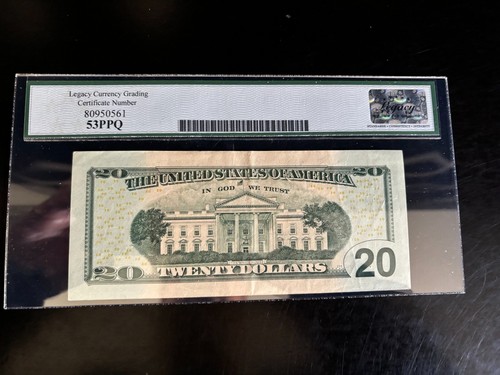 Legacy Currency Grading
Certificate Number
80950561
53PPQ
Legacy
20 20
THE UNITED STATES OF AMERICA
IN GOD WE TRUST
20 TWENTY DOLLARS 20